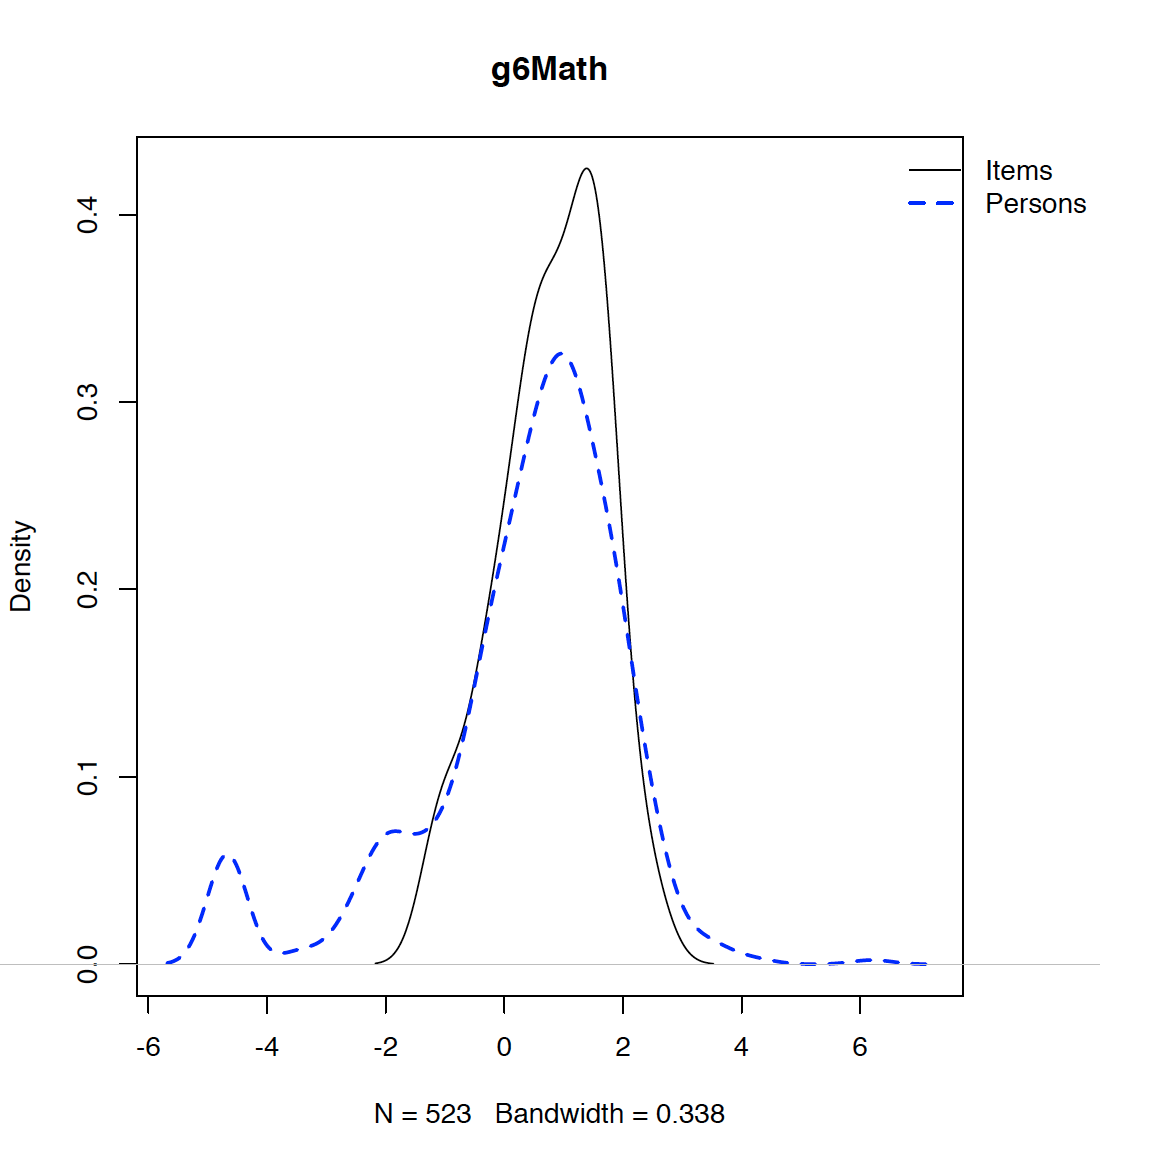 g6Math
Items
Persons
Density
0.4
0.3
0.2
0.1
0.0
-6 -4 -2 0 2 4 6
N = 523 Bandwidth = 0.338